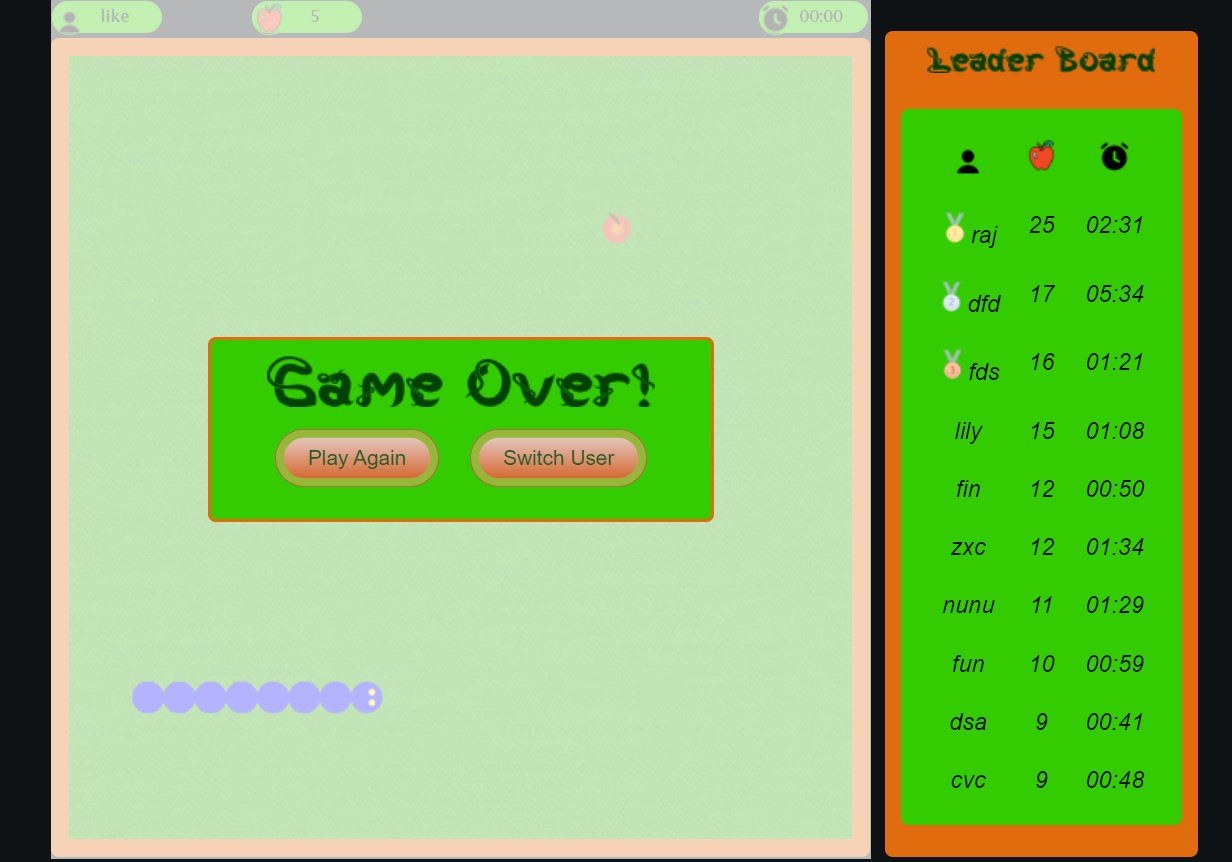 like 5 00:00
Leader Board
raj 25 02:31
dfd 17 05:34
fds 16 01:21
lily 15 01:08
fin 12 00:50
zxc 12 01:34
nunu 11 01:29
fun 10 00:59
dsa 9 00:41
cvc 9 00:48
Game Over!
Play Again Switch User